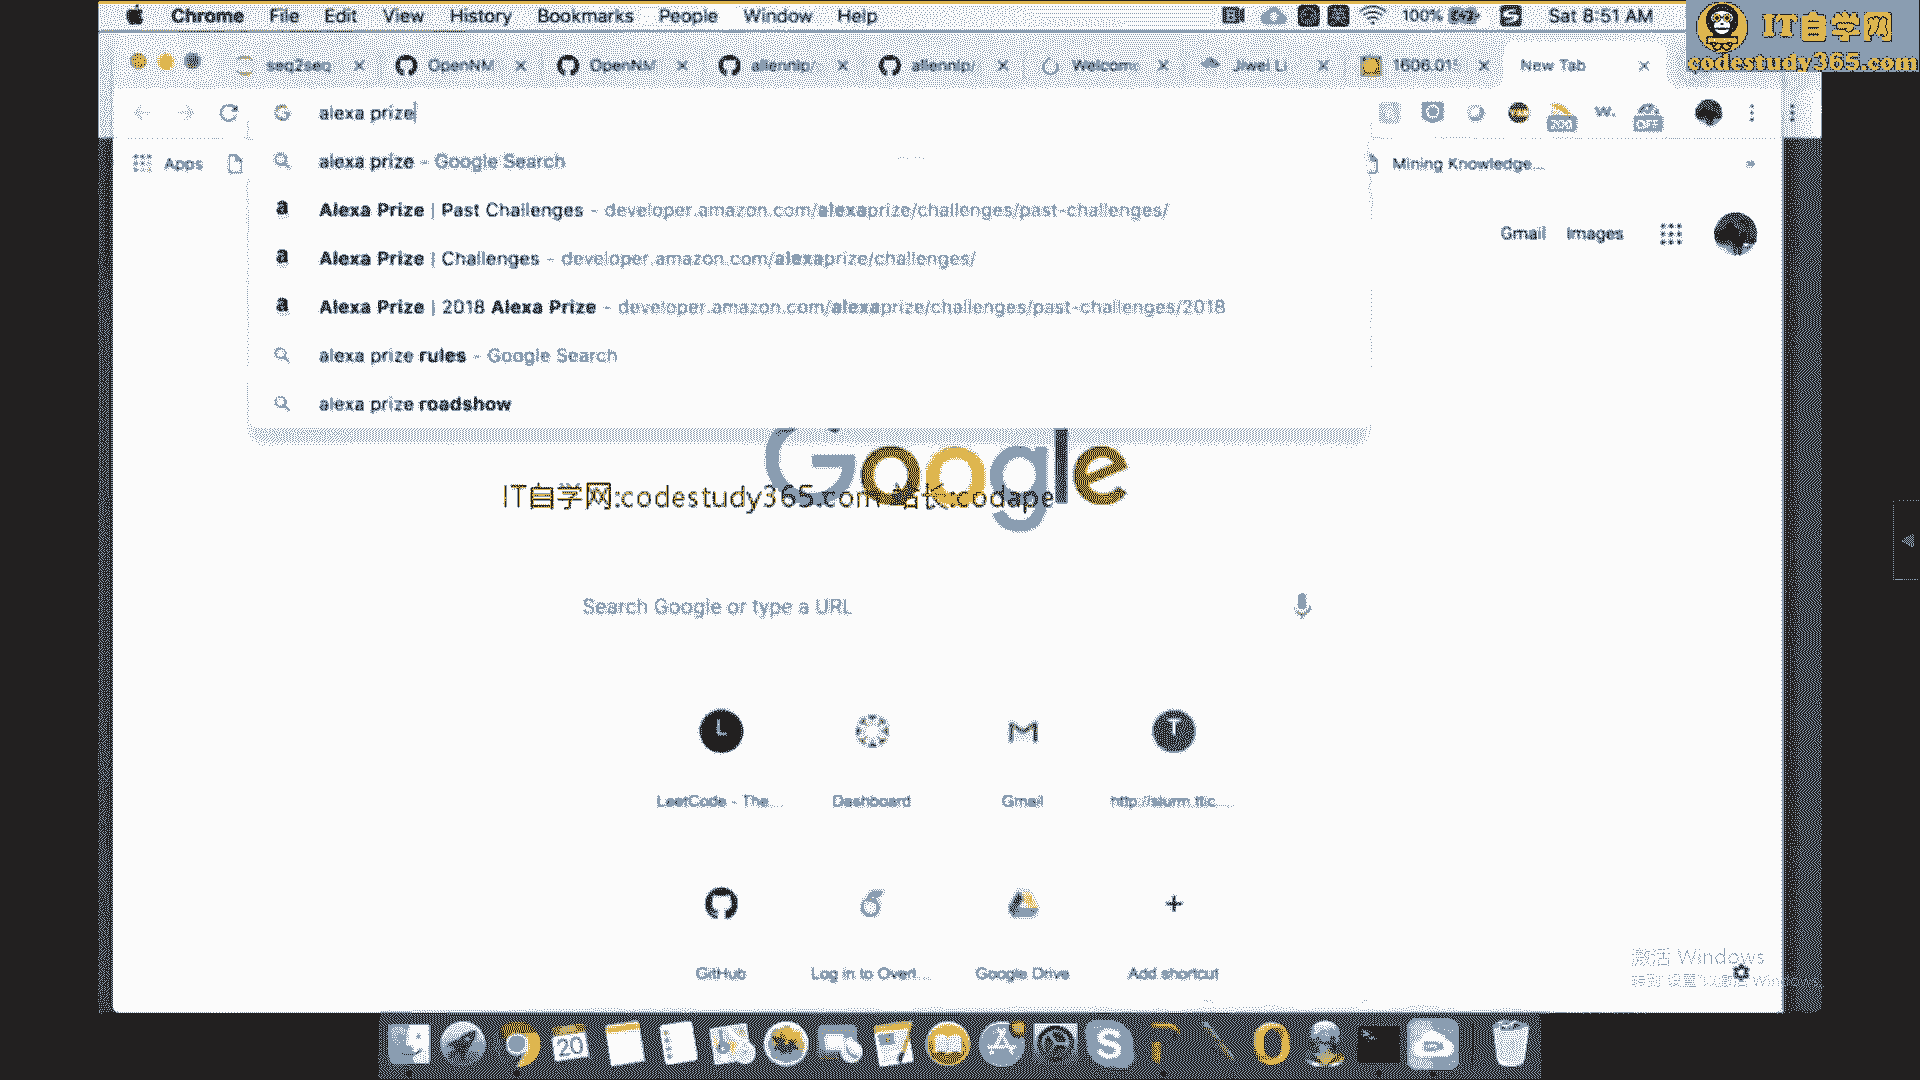 Chrome File Edit View History Bookmarks People Window Help
100%
Sat 8:51 AM
IT自学网
codestudy365.com
seq2seq
OpenNM
OpenNM
allennlp/
allennlp/
Welcome
Jiwei Li
1606.015
New Tab
alexa prize
200
W.
OFF
Apps
alexa prize - Google Search
Mining Knowledge...
Alexa Prize | Past Challenges - developer.amazon.com/alexaprize/challenges/past-challenges/
Gmail Images
Alexa Prize | Challenges - developer.amazon.com/alexaprize/challenges/
Alexa Prize | 2018 Alexa Prize - developer.amazon.com/alexaprize/challenges/past-challenges/2018
alexa prize rules - Google Search
alexa prize roadshow
Google
IT自学网:codestudy365.com 站长:codape
Search Google or type a URL
L
T
LeetCode - The...
Dashboard
Gmail
http://slurm.ttic....
GitHub
Log in to Overl...
Google Drive
Add shortcut
激活 Windows
转到"设置"以激活 Windows
20